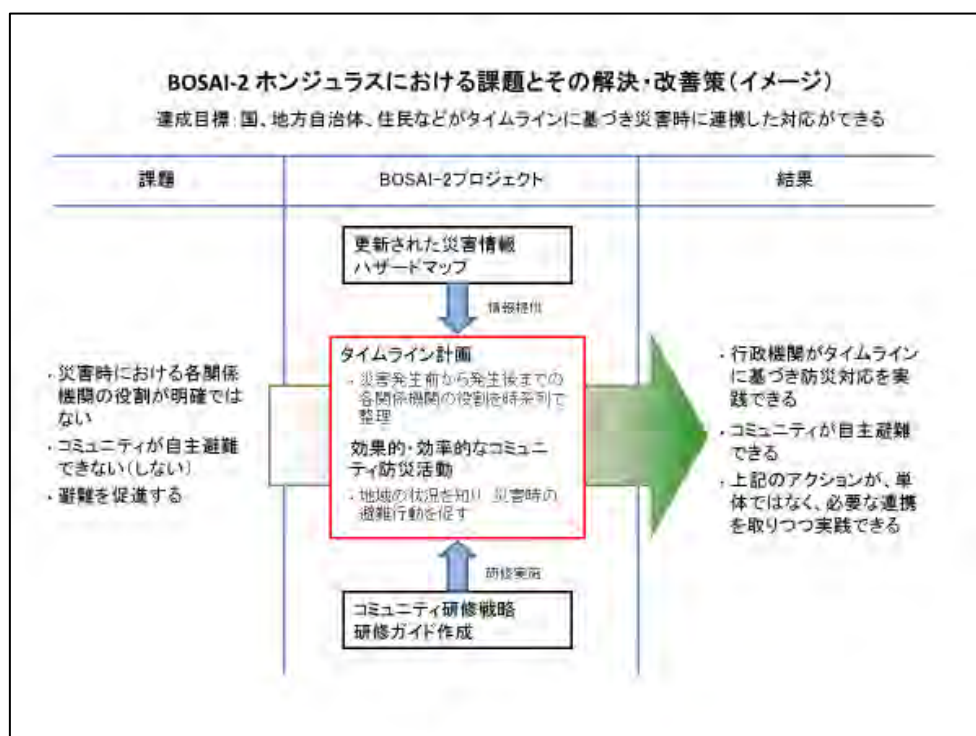 BOSAI-2 ホンジュラスにおける課題とその解決・改善策(イメージ)
達成目標:国、地方自治体、住民などがタイムラインに基づき災害時に連携した対応ができる
課題
BOSAI-2プロジェクト
結果
・災害時における各関係
機関の役割が明確では
ない
・コミュニティが自主避難
できない(しない)
・避難を促進する
更新された災害情報
ハザードマップ
情報提供
タイムライン計画
・災害発生前から発生後までの
各関係機関の役割を時系列で
整理
効果的・効率的なコミュニ
ティ防災活動
・地域の状況を知り 災害時の
避難行動を促す
研修実施
コミュニティ研修戦略
研修ガイド作成
・行政機関がタイムライン
に基づき防災対応を実
践できる
・コミュニティが自主避難
できる
・上記のアクションが、単
体ではなく、必要な連携
を取りつつ実践できる